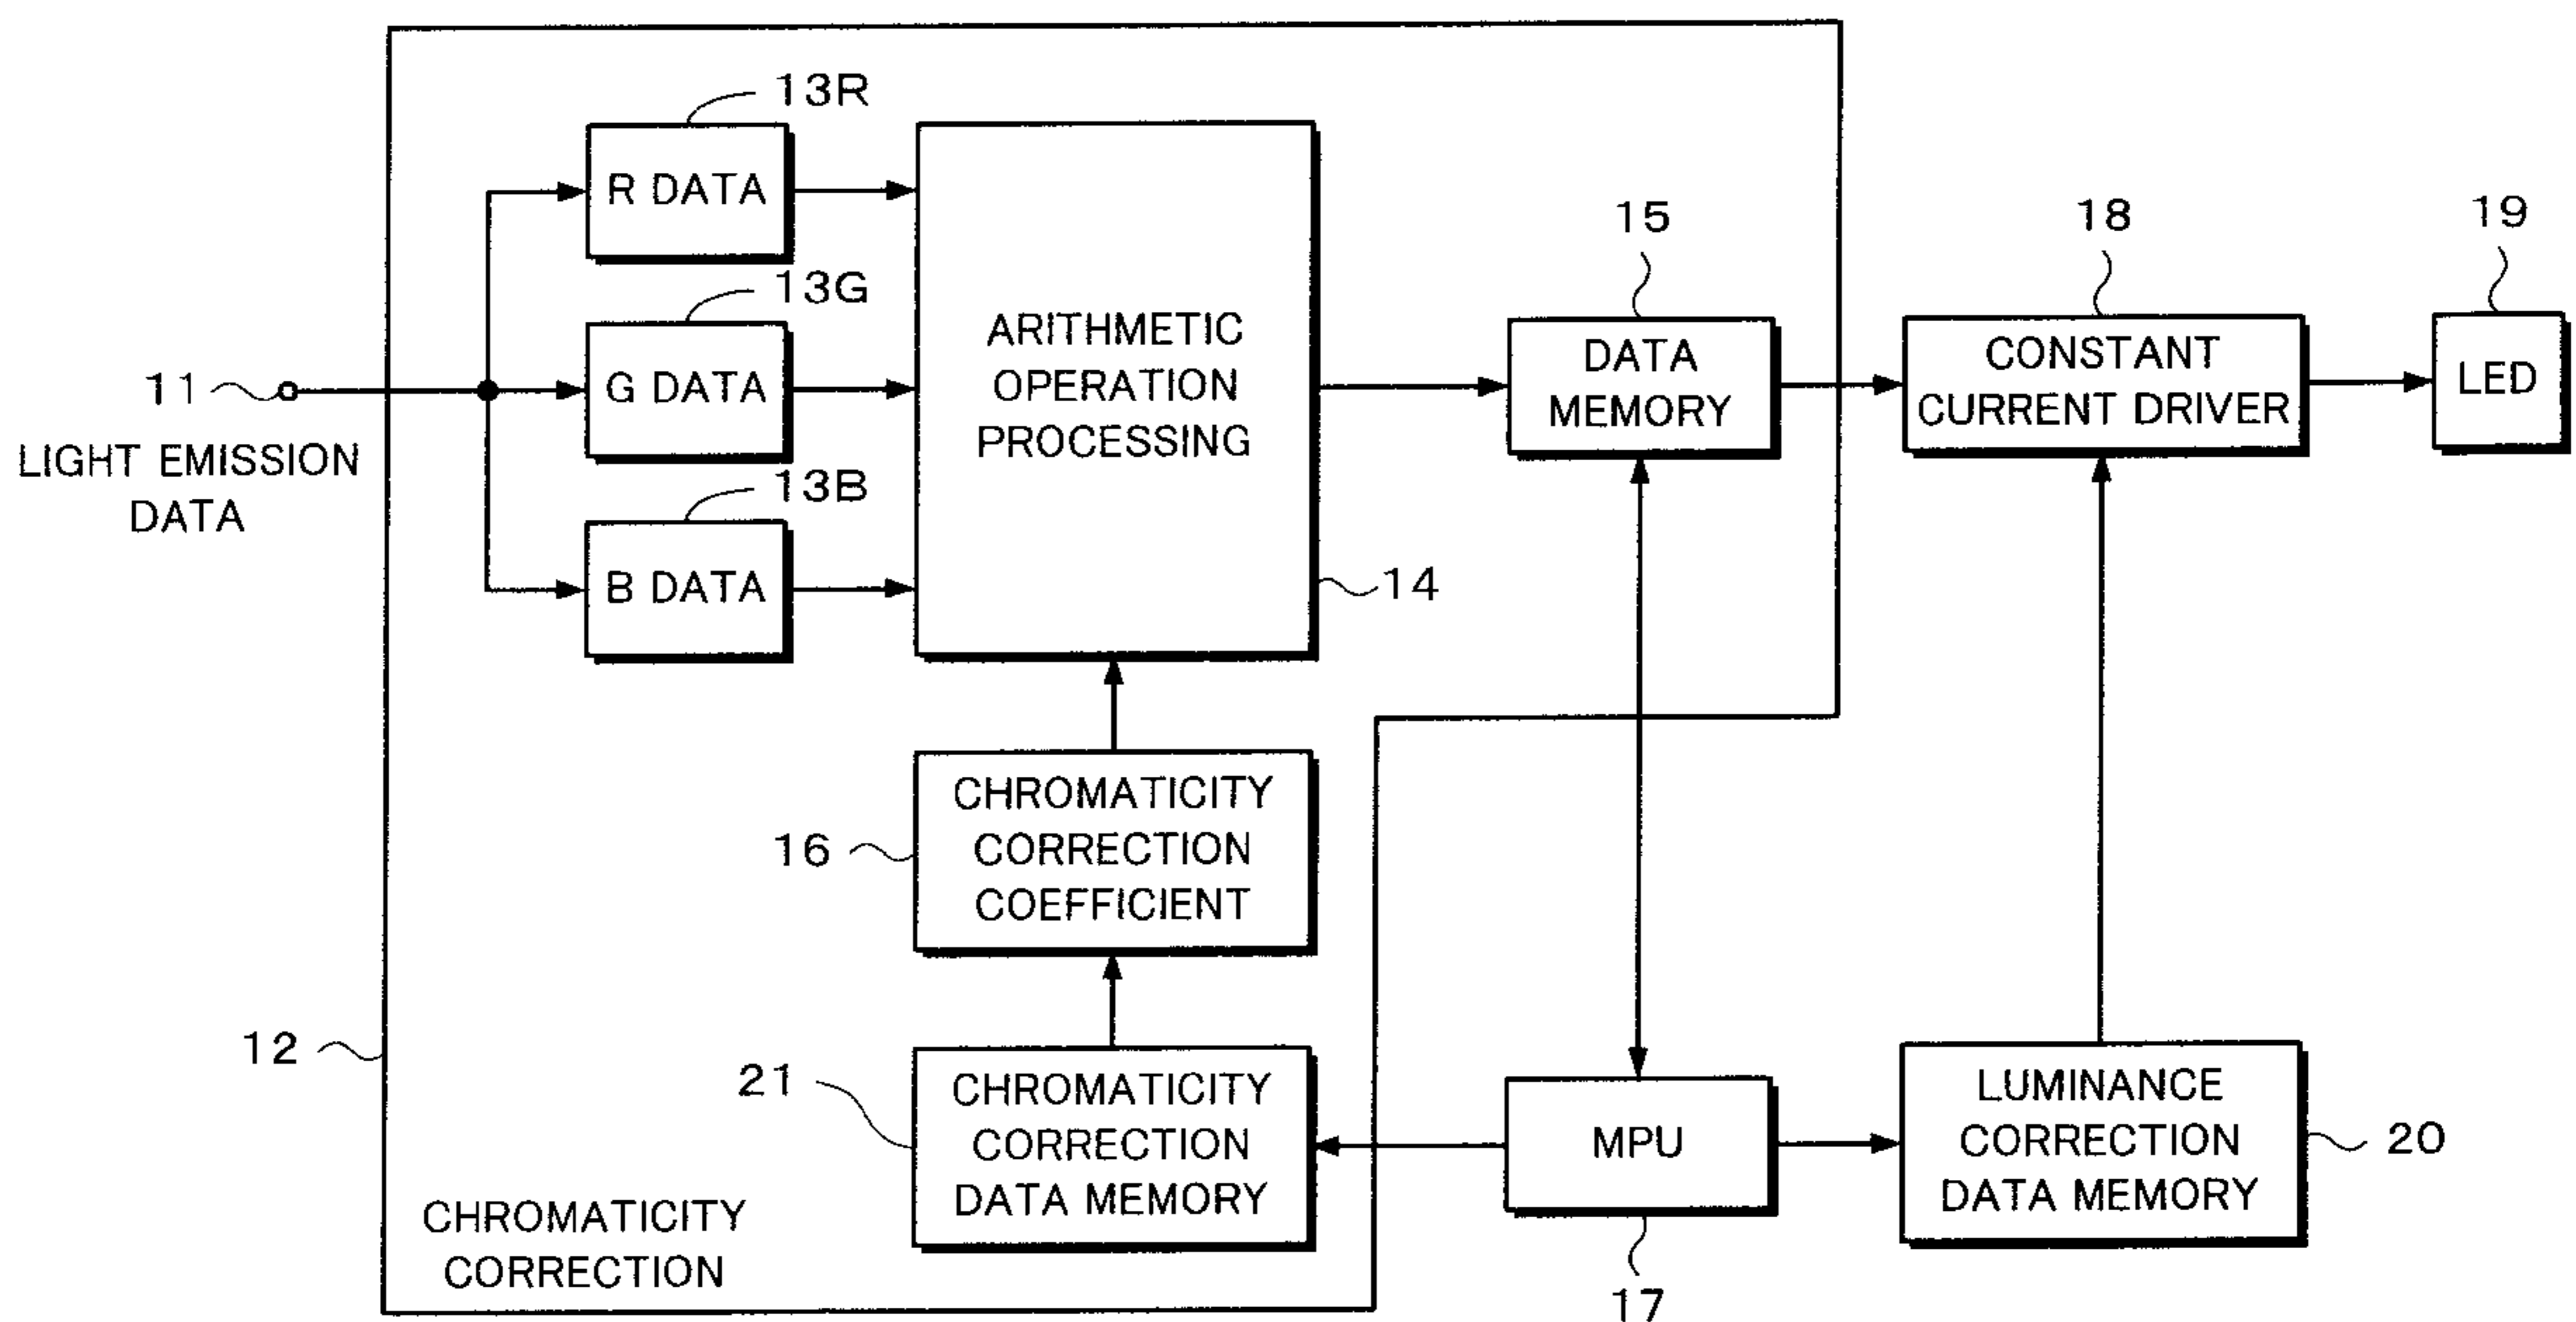 13R
R DATA
13G
G DATA
13B
B DATA
11
LIGHT EMISSION
DATA
ARITHMETIC
OPERATION
PROCESSING
14
15
DATA
MEMORY
18
CONSTANT
CURRENT DRIVER
19
LED
16
CHROMATICITY
CORRECTION
COEFFICIENT
12
21
CHROMATICITY
CORRECTION
DATA MEMORY
MPU
17
LUMINANCE
CORRECTION
DATA MEMORY
20
CHROMATICITY
CORRECTION